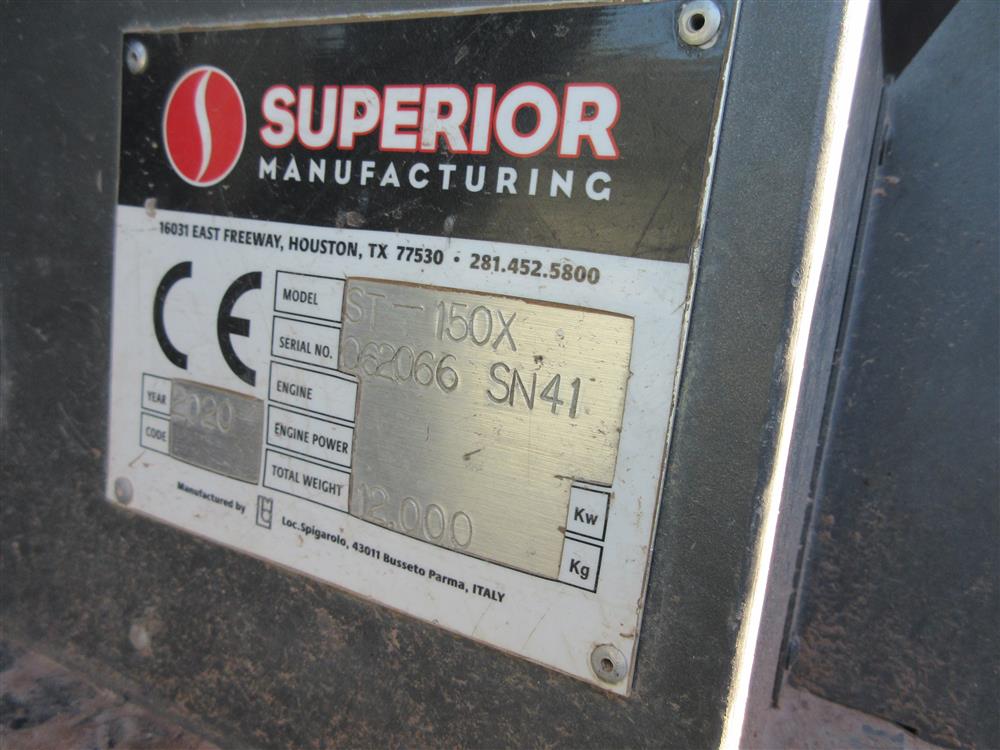 SUPERIOR
MANUFACTURING
16031 EAST FREEWAY, HOUSTON, TX 77530 · 281.452.5800
CE
MODEL ST-150X
SERIAL NO. 062066 SN41
ENGINE
ENGINE POWER Kw
TOTAL WEIGHT 12.000 Kg
YEAR 2020
CODE
Manufactured by Loc.Spigarolo, 43011 Busseto Parma, ITALY